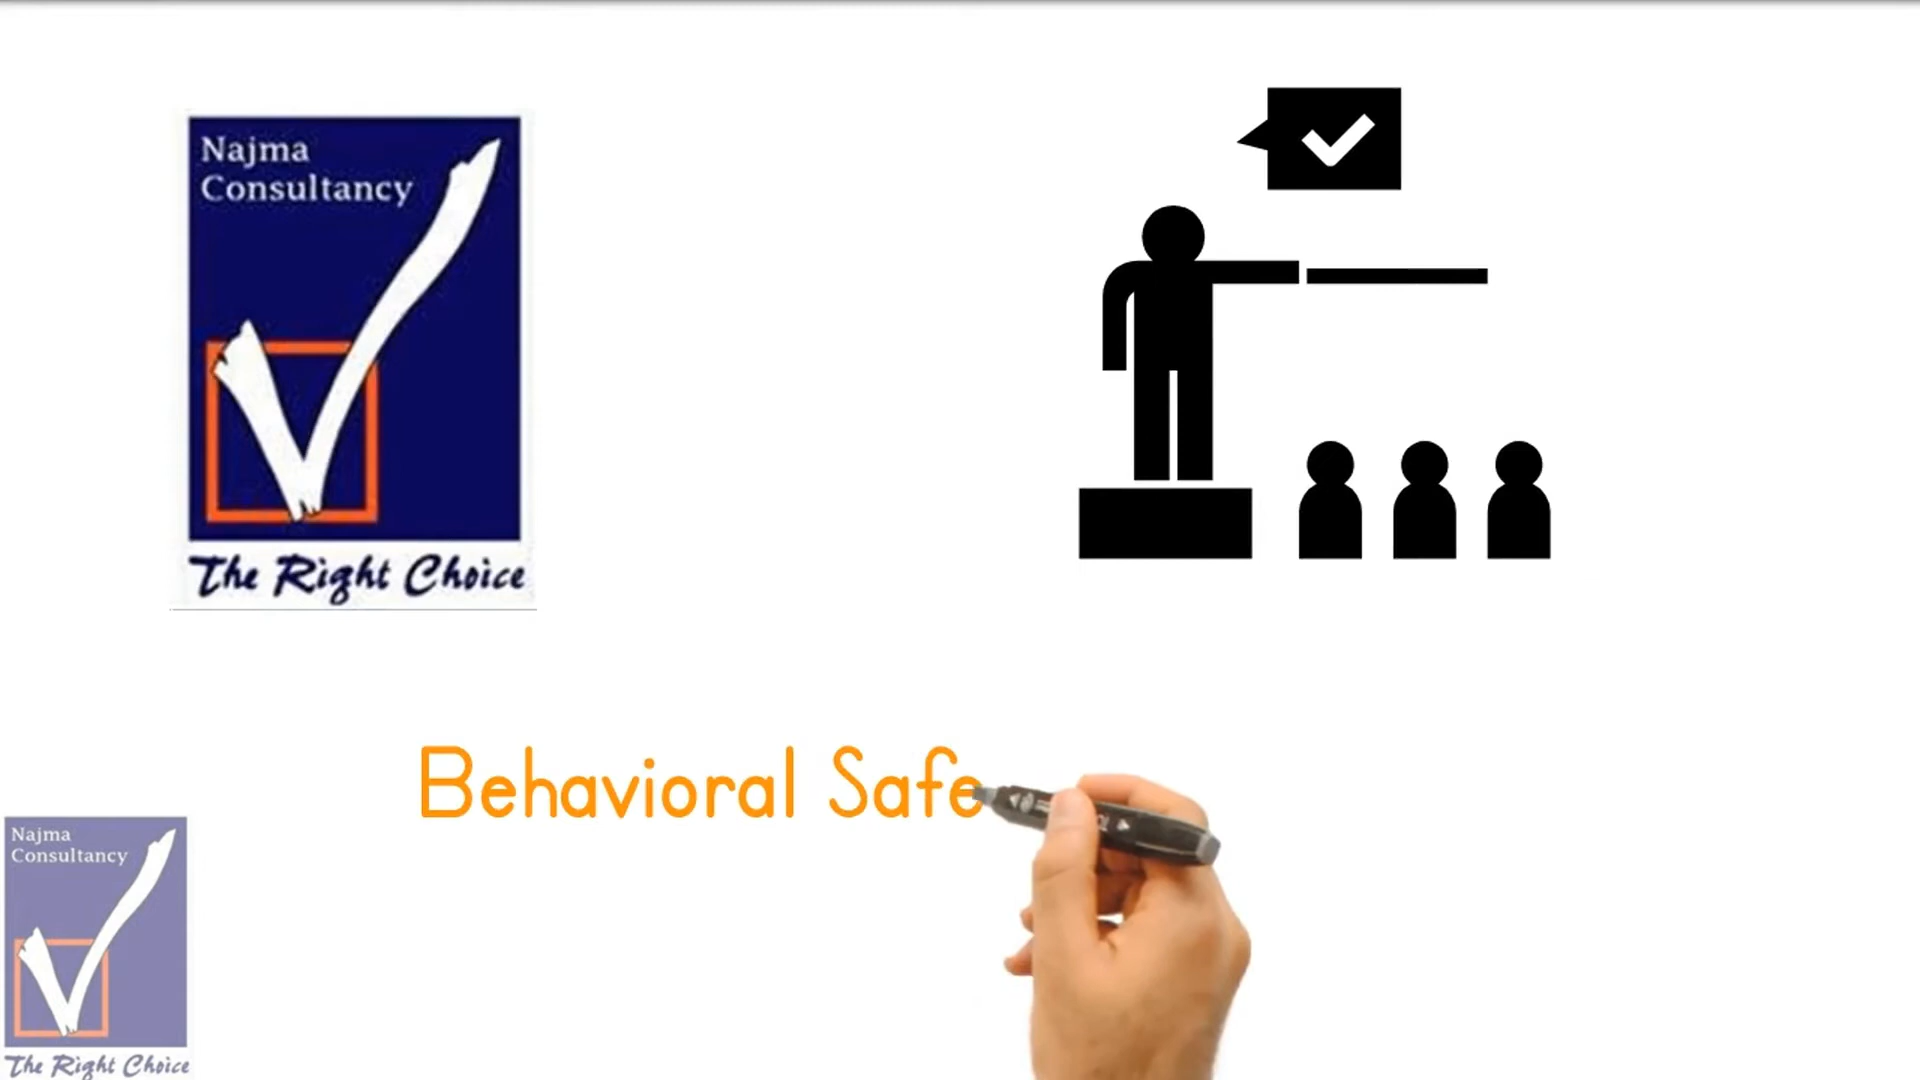 Najma
Consultancy
The Right Choice
Behavioral Safe
Najma
Consultancy
The Right Choice